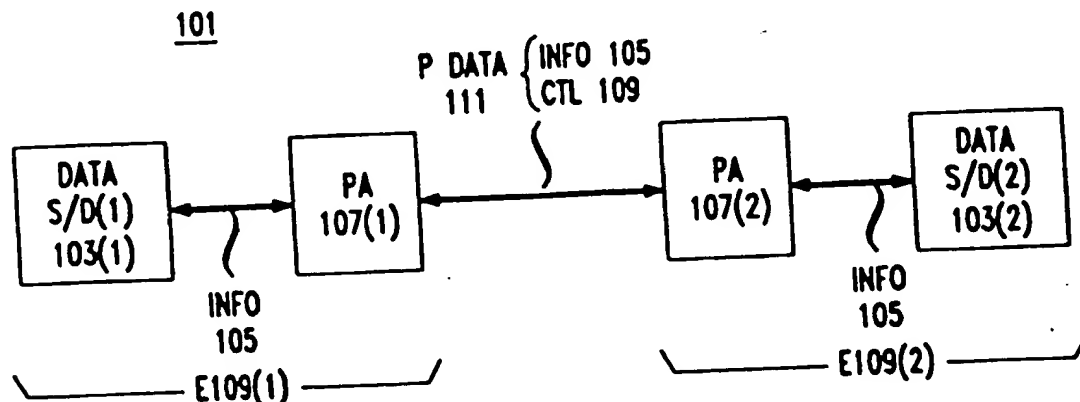 101
P DATA
111
INFO 105
CTL 109
DATA
S/D(1)
103(1)
PA
107(1)
PA
107(2)
DATA
S/D(2)
103(2)
INFO
105
INFO
105
E109(1)
E109(2)